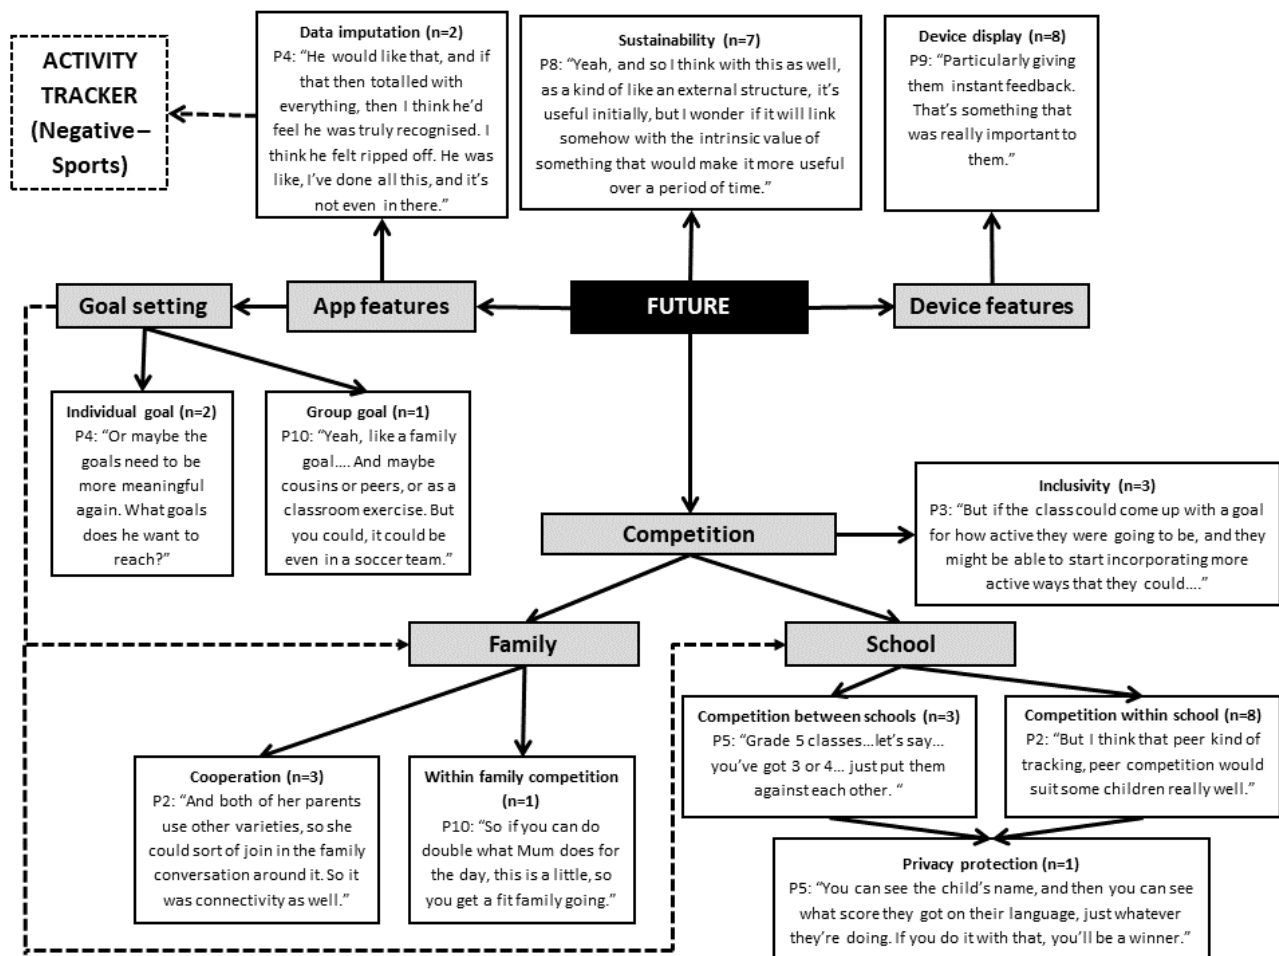 ACTIVITY
TRACKER
(Negative–
Sports)
Data imputation (n=2)
P4: “He would like that, and if
that then totalled with
everything, then I think he’d
feel he was truly recognised. I
think he felt ripped off. He was
like, I’ve done all this, and it’s
not even in there.”
Sustainability (n=7)
P8: “Yeah, and so I think with this as well,
as a kind of like an external structure, it’s
useful initially, but I wonder if it will link
somehow with the intrinsic value of
something that would make it more useful
over a period of time.”
Device display (n=8)
P9: “Particularly giving
them instant feedback.
That’s something that
was really important to
them.”
Goal setting
App features
FUTURE
Device features
Individual goal (n=2)
P4: “Or maybe the
goals need to be
more meaningful
again. What goals
does he want to
reach?”
Group goal (n=1)
P10: “Yeah, like a family
goal.... And maybe
cousins or peers, or as a
classroom exercise. But
you could, it could be
even in a soccer team.”
Competition
Inclusivity (n=3)
P3: “But if the class could come up with a goal
for how active they were going to be, and they
might be able to start incorporating more
active ways that they could....”
Family
School
Cooperation (n=3)
P2: “And both of her parents
use other varieties, so she
could sort of join in the family
conversation around it. So it
was connectivity as well.”
Within family competition
(n=1)
P10: “So if you can do
double what Mum does for
the day, this is a little, so
you get a fit family going.”
Competition between schools (n=3)
P5: “Grade 5 classes...let’s say...
you’ve got 3 or 4... just put them
against each other. “
Competition within school (n=8)
P2: “But I think that peer kind of
tracking, peer competition would
suit some children really well.”
Privacy protection (n=1)
P5: “You can see the child’s name, and then you can see
what score they got on their language, just whatever
they’re doing. If you do it with that, you’ll be a winner.”